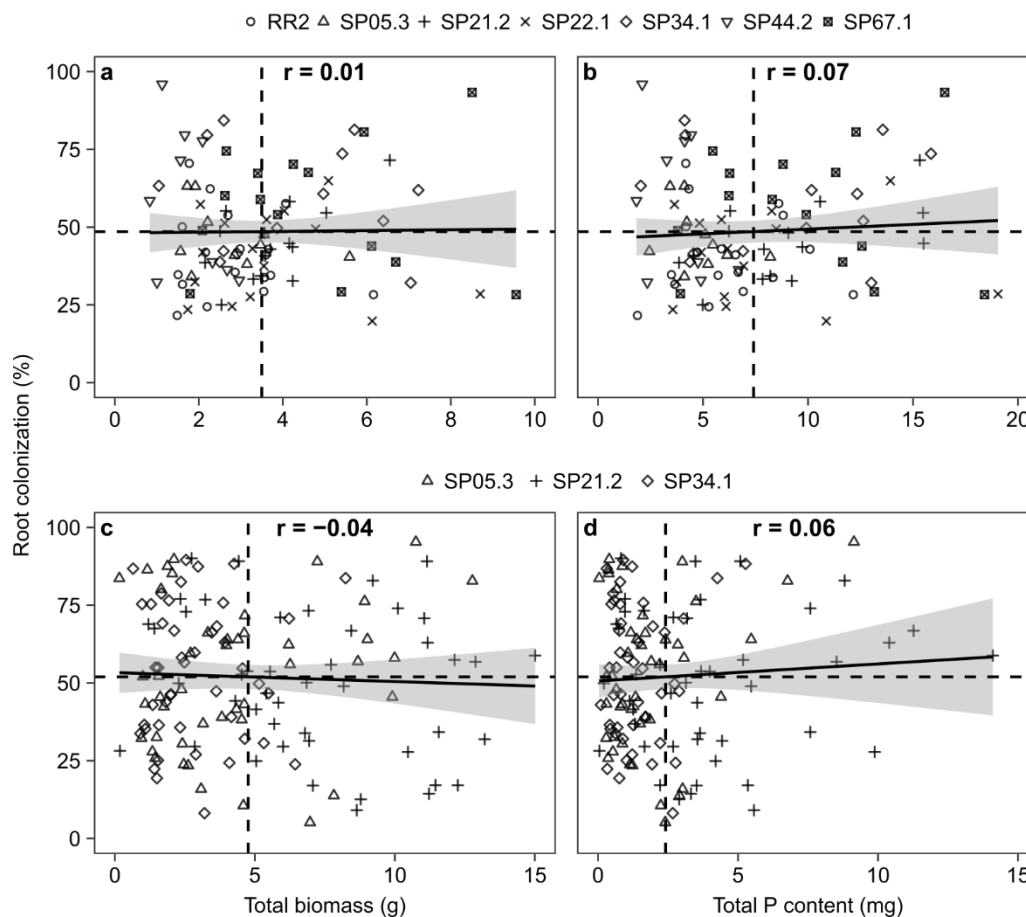 RR2 SP05.3 SP21.2 SP22.1 SP34.1 SP44.2 SP67.1
a r = 0.01
b r = 0.07
100
75
50
25
0
0 2 4 6 8 10
0 5 10 15 20
Root colonization (%)
SP05.3 SP21.2 SP34.1
c r = −0.04
d r = 0.06
100
75
50
25
0
0 5 10 15
0 5 10 15
Total biomass (g)
Total P content (mg)